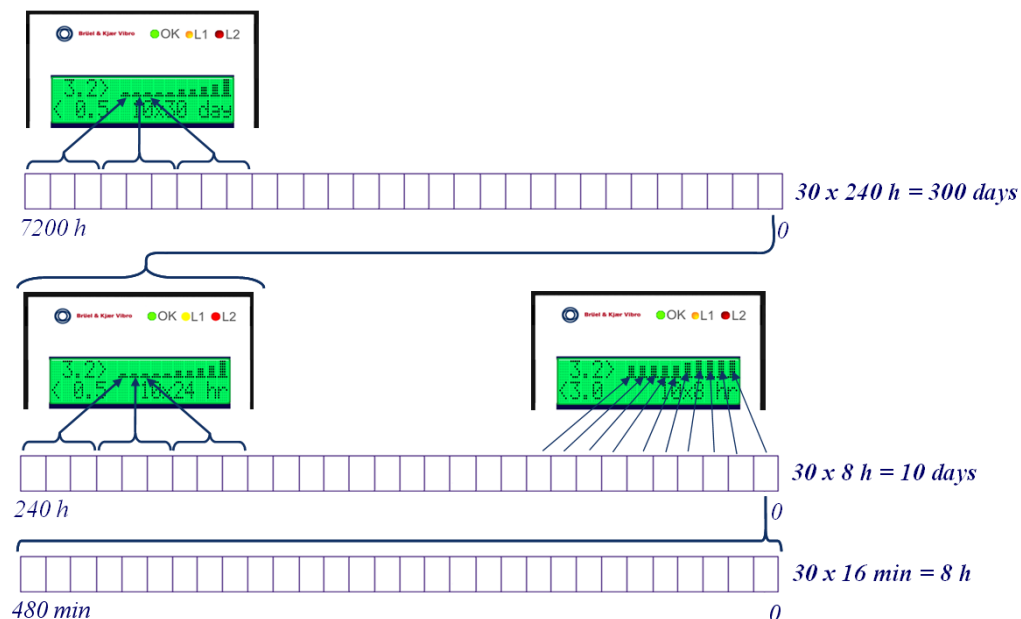 Brüel & Kjær Vibro OK L1 L2
3.2>
< 0.5 10x30 day
30 x 240 h = 300 days
7200 h 0
Brüel & Kjær Vibro OK L1 L2
3.2>
< 0.5 10x24 hr
Brüel & Kjær Vibro OK L1 L2
3.2>
<3.0 10x8 hr
30 x 8 h = 10 days
240 h 0
30 x 16 min = 8 h
480 min 0